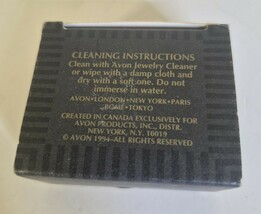 CLEANING INSTRUCTIONS
Clean with Avon Jewelry Cleaner
or wipe with a damp cloth and
dry with a soft one. Do not
immerse in water.
AVON•LONDON•NEW YORK•PARIS
ROME•TOKYO
CREATED IN CANADA EXCLUSIVELY FOR
AVON PRODUCTS, INC., DISTR.
NEW YORK, N.Y. 10019
© AVON 1994-ALL RIGHTS RESERVED